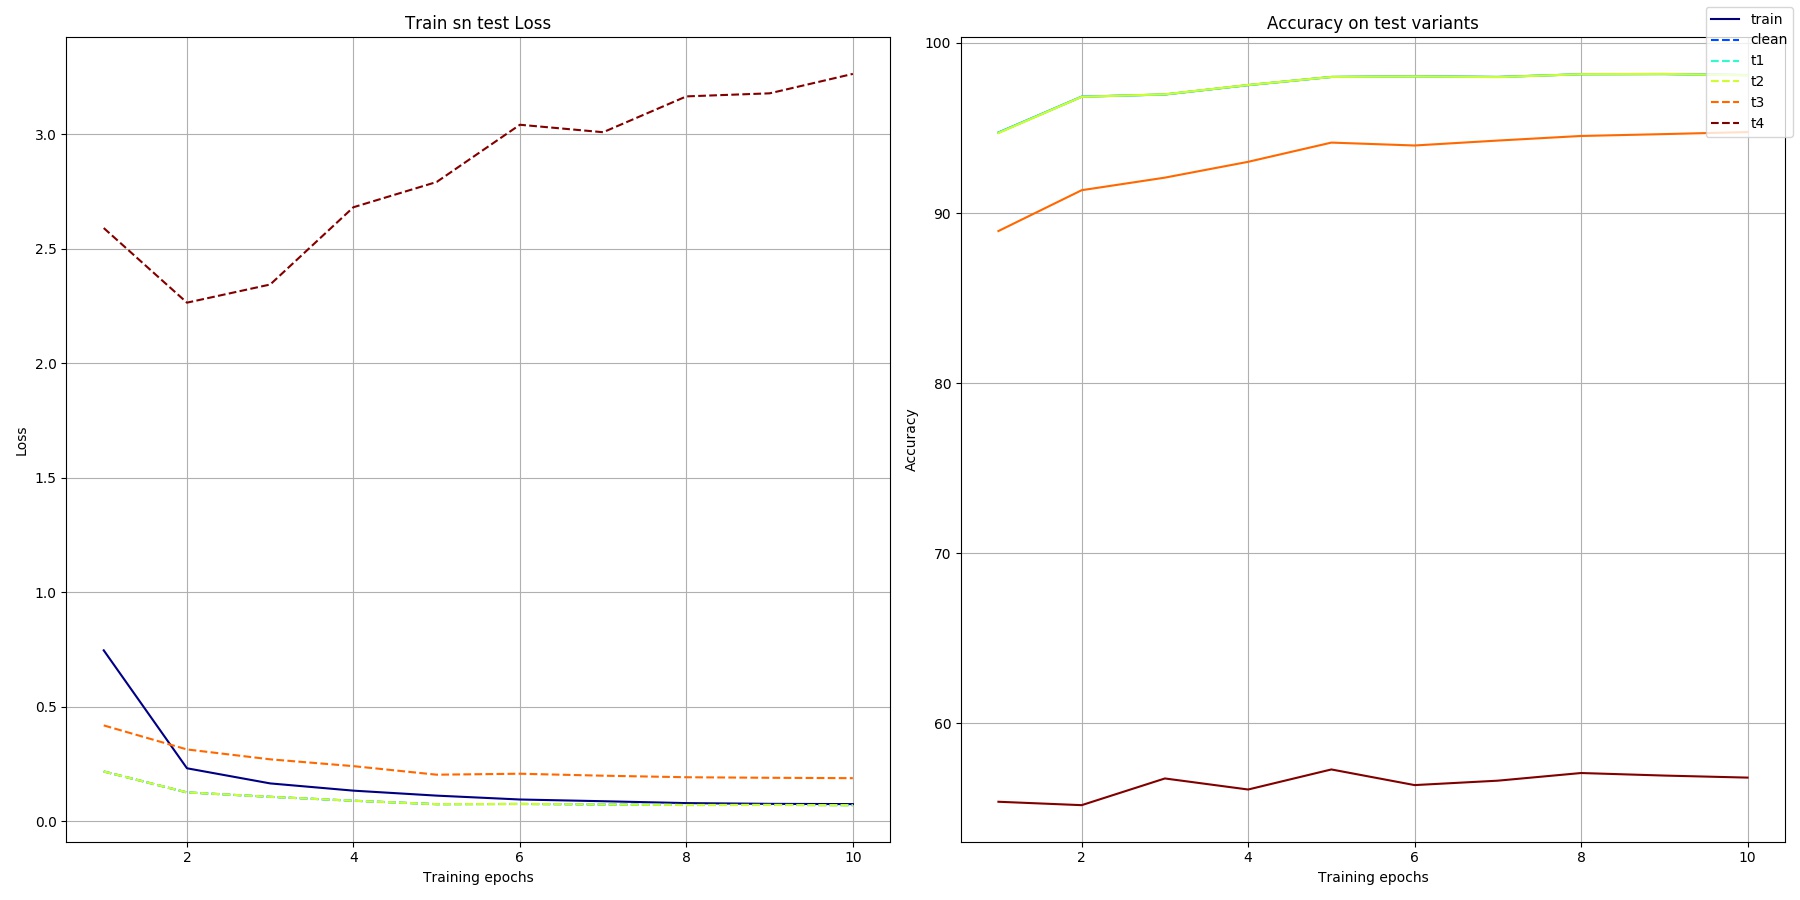 Train sn test Loss
Loss
3.0
2.5
2.0
1.5
1.0
0.5
0.0
2 4 6 8 10
Training epochs
Accuracy on test variants
Accuracy
100
90
80
70
60
2 4 6 8 10
Training epochs
train
clean
t1
t2
t3
t4